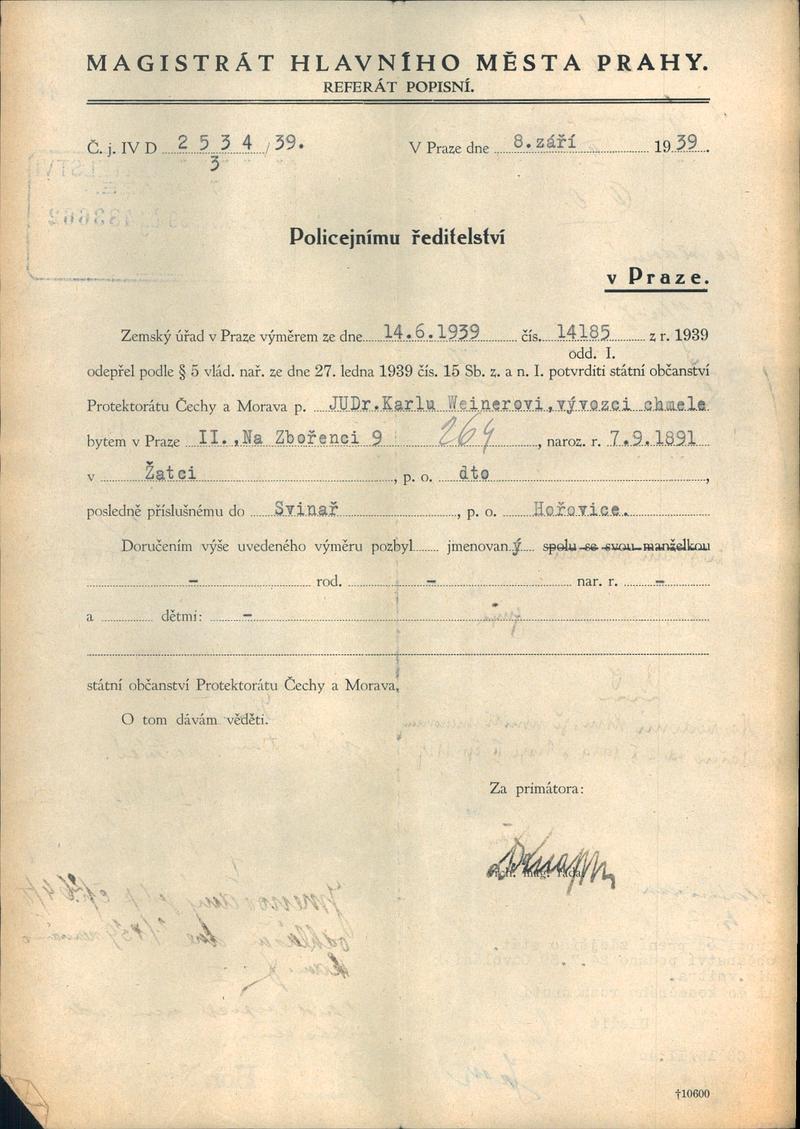 MAGISTRÁT HLAVNÍHO MĚSTA PRAHY.
REFERÁT POPISNÍ.
Č. j. IV D 2534/39. V Praze dne 8.září 1939.
3
Policejnímu ředitelství
v Praze.
Zemský úřad v Praze výměrem ze dne 14.6.1939 čís. 14185 z r. 1939
odd. I.
odepřel podle § 5 vlád. nař. ze dne 27. ledna 1939 čís. 15 Sb. z. a n. I. potvrditi státní občanství
Protektorátu Čechy a Morava p. JUDr.Karlu Weinerovi,vývozci chmele
bytem v Praze II.,Na Zbořenci 9 264, naroz. r. 7.9.1891
v Žatci, p. o. dto,
posledně příslušnému do Svinař, p. o. Hořovice.
Doručením výše uvedeného výměru pozbyl jmenovaný spolu se svou manželkou
– rod. – nar. r. –
a dětmi: –
státní občanství Protektorátu Čechy a Morava,
O tom dávám věděti.
Za primátora:
†10600